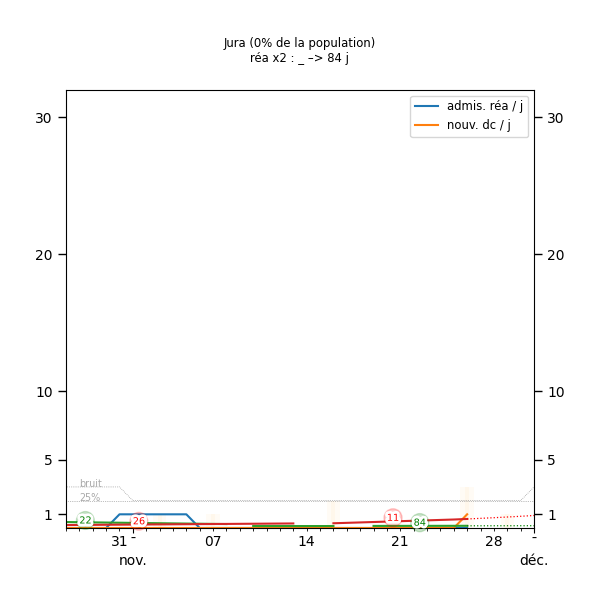 Jura (0% de la population)
réa x2 : _ –> 84 j
admis. réa / j
nouv. dc / j
30 30
20 20
10 10
5 5
bruit
25%
1 1
22 26 11 84
31 - 07 14 21 28 -
nov. déc.